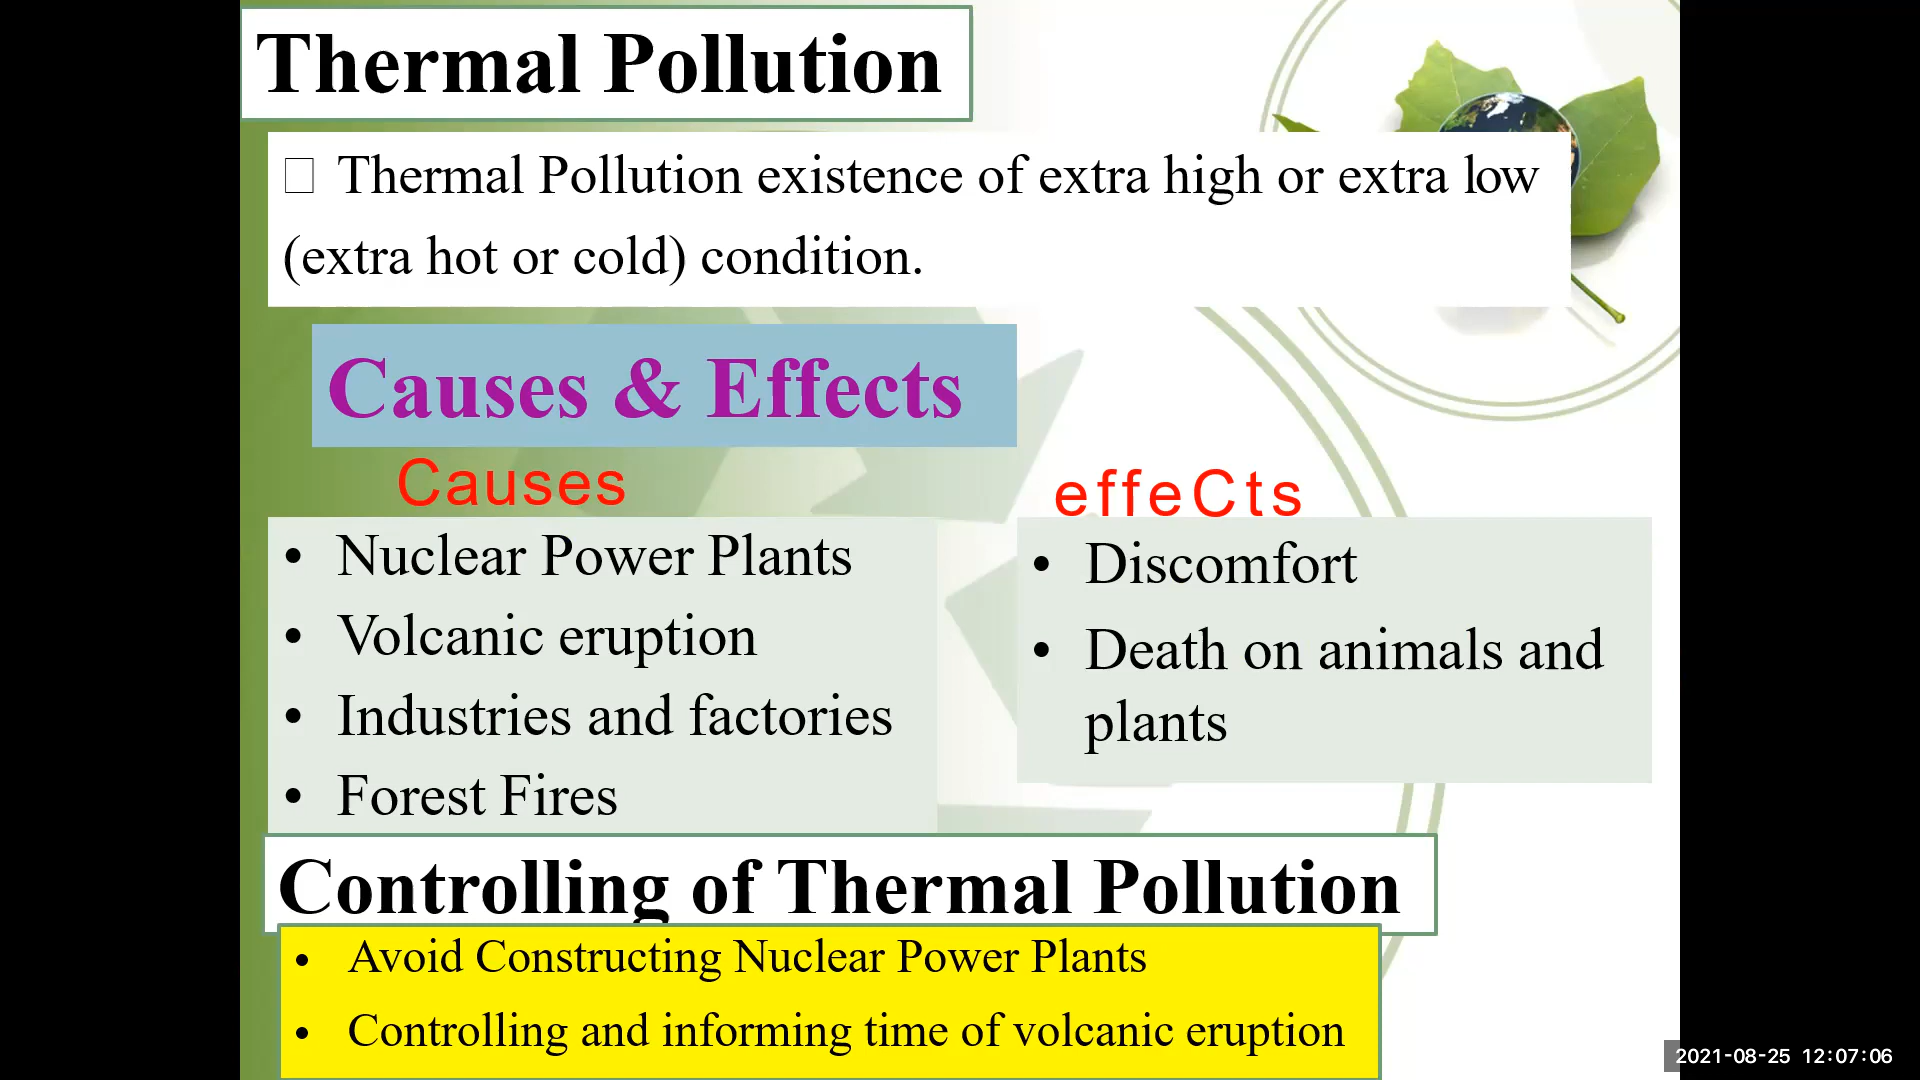 Thermal Pollution
□ Thermal Pollution existence of extra high or extra low
(extra hot or cold) condition.
Causes & Effects
Causes
• Nuclear Power Plants
• Volcanic eruption
• Industries and factories
• Forest Fires
effeCts
• Discomfort
• Death on animals and
plants
Controlling of Thermal Pollution
• Avoid Constructing Nuclear Power Plants
• Controlling and informing time of volcanic eruption
2021-08-25 12:07:06